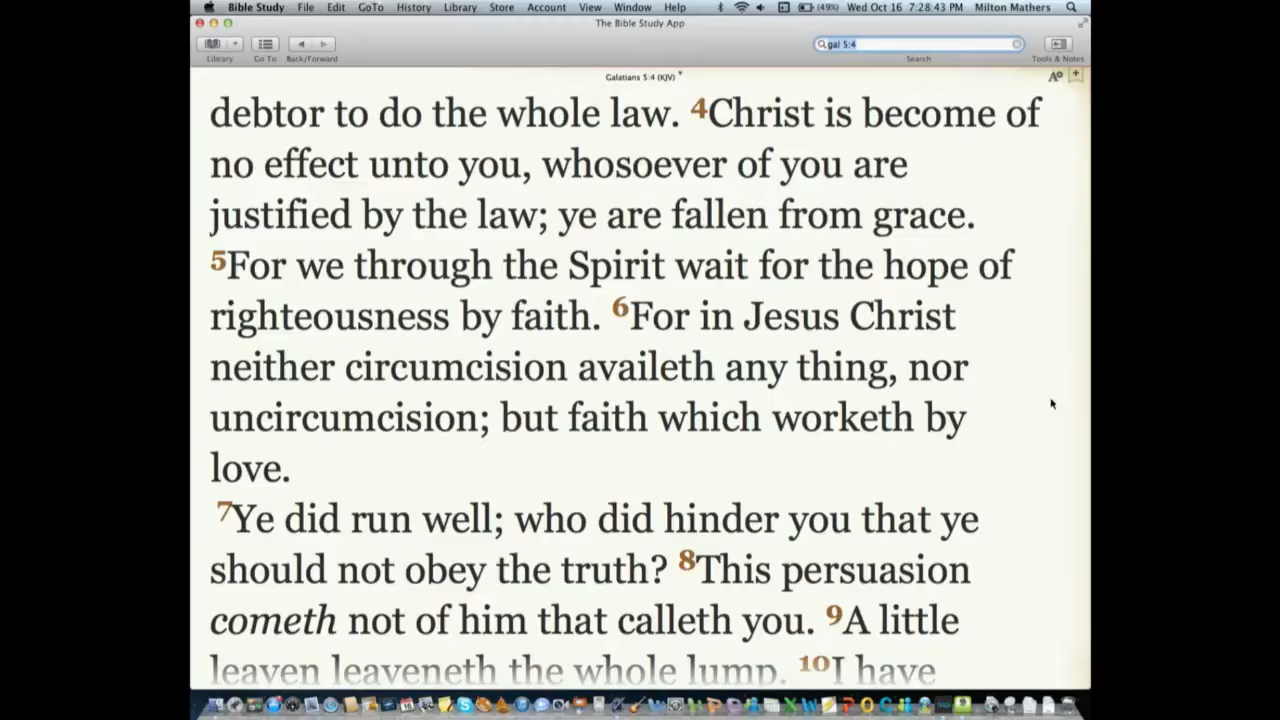 Bible Study File Edit GoTo History Library Store Account View Window Help (49%) Wed Oct 16 7:28:43 PM Milton Mathers
The Bible Study App
gal 5:4
Library Go To Back/Forward Search Tools & Notes
Galatians 5:4 (KJV)
debtor to do the whole law. 4Christ is become of
no effect unto you, whosoever of you are
justified by the law; ye are fallen from grace.
5For we through the Spirit wait for the hope of
righteousness by faith. 6For in Jesus Christ
neither circumcision availeth any thing, nor
uncircumcision; but faith which worketh by
love.
7Ye did run well; who did hinder you that ye
should not obey the truth? 8This persuasion
cometh not of him that calleth you. 9A little
leaven leaveneth the whole lump. 10I have